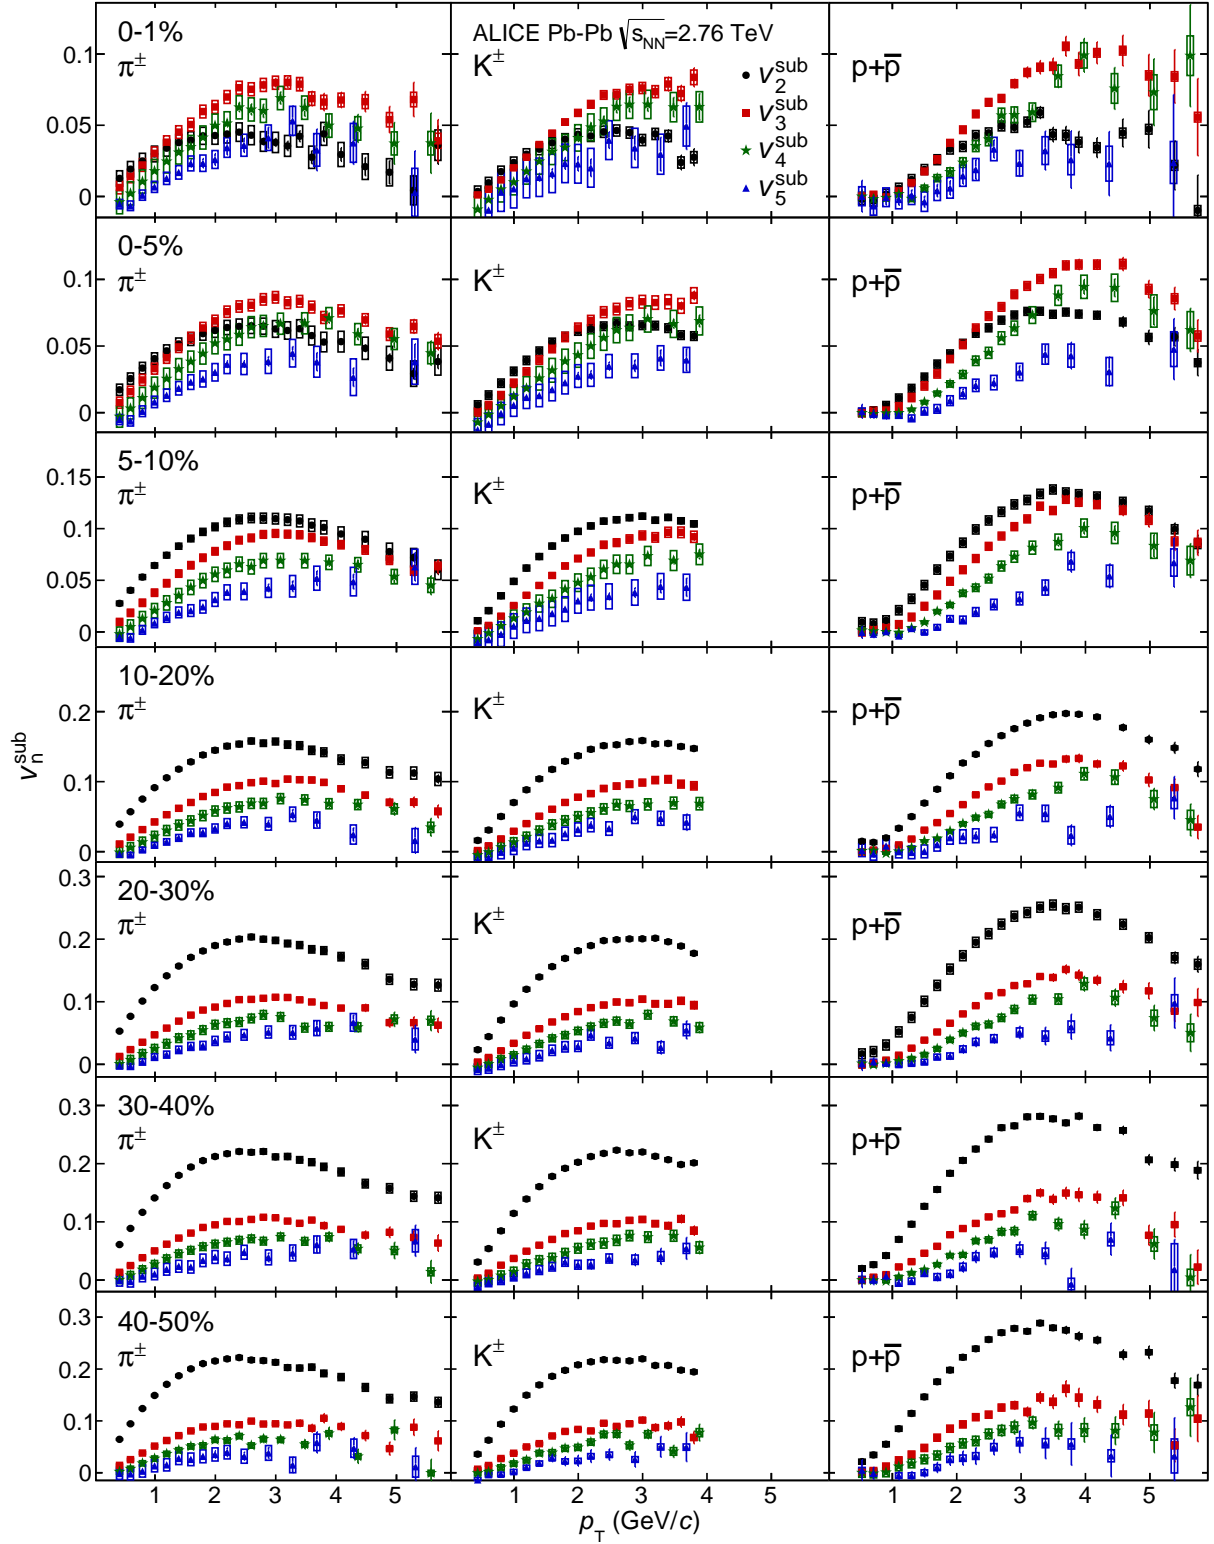 0-1%
π±
ALICE Pb-Pb √sNN=2.76 TeV
K±
v2sub
v3sub
v4sub
v5sub
p+p̅
0.1
0.05
0
0-5%
π±
K±
p+p̅
0.1
0.05
0
5-10%
π±
K±
p+p̅
0.15
0.1
0.05
0
10-20%
π±
K±
p+p̅
0.2
0.1
0
vnsub
20-30%
π±
K±
p+p̅
0.3
0.2
0.1
0
30-40%
π±
K±
p+p̅
0.3
0.2
0.1
0
40-50%
π±
K±
p+p̅
0.3
0.2
0.1
0
1 2 3 4 5 1 2 3 4 5 1 2 3 4 5
pT (GeV/c)